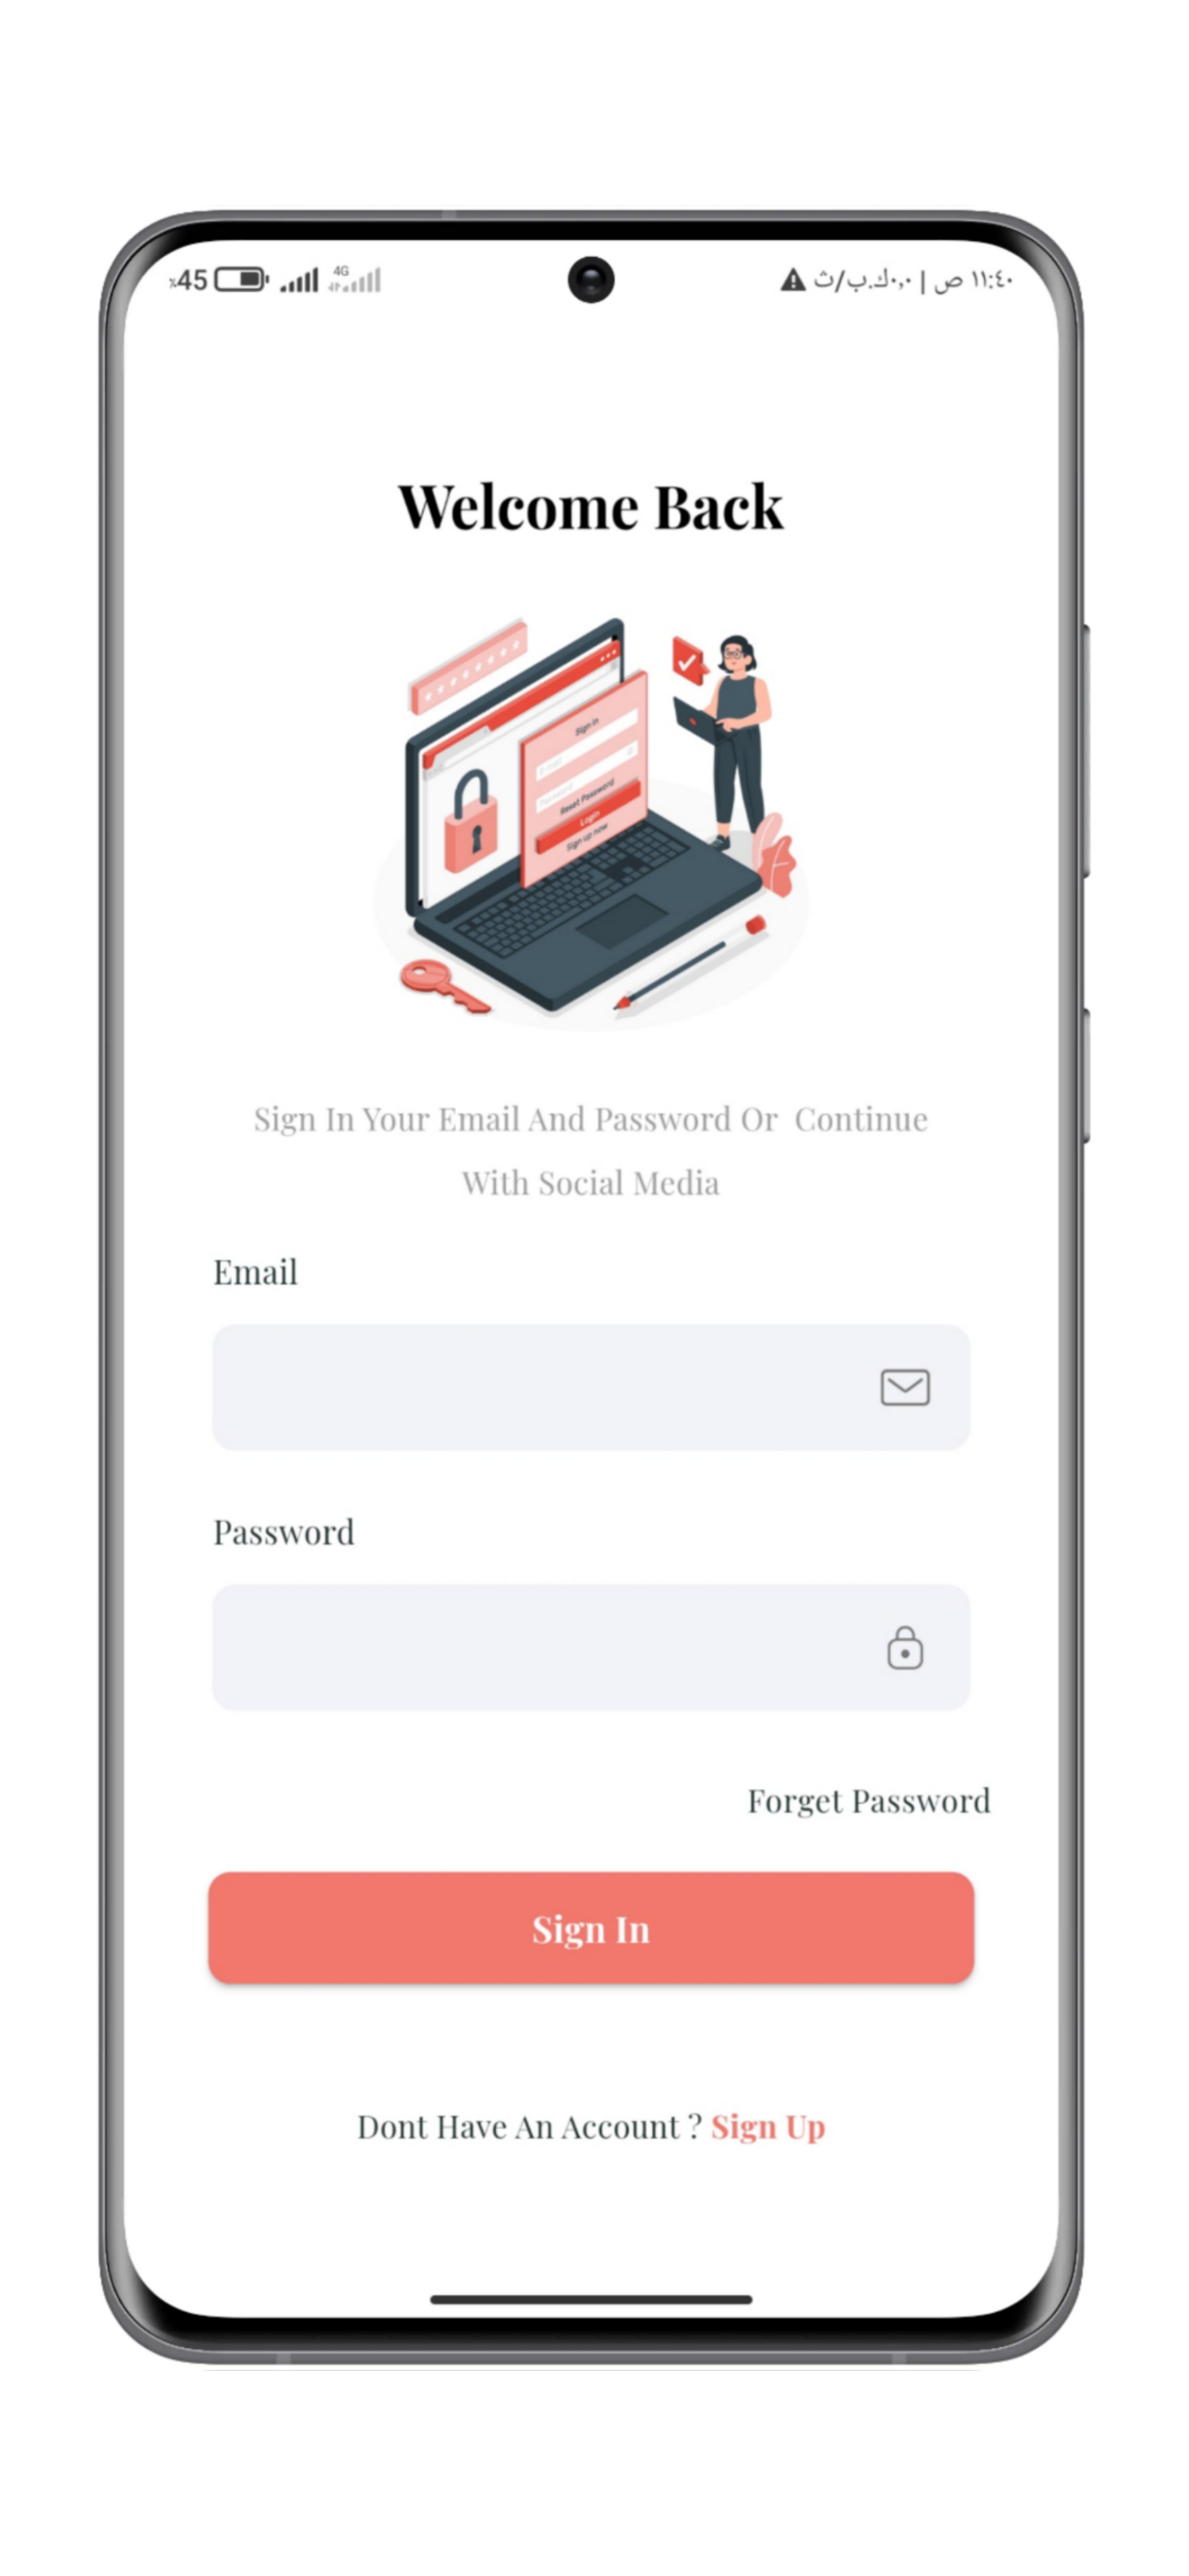 %45 4G ١١:٤٠ ص | ٠,٠ك.ب/ث
Welcome Back
Sign in
Email
Password
Reset Password
Login
Sign up now
Sign In Your Email And Password Or  Continue
With Social Media
Email
Password
Forget Password
Sign In
Dont Have An Account ? Sign Up